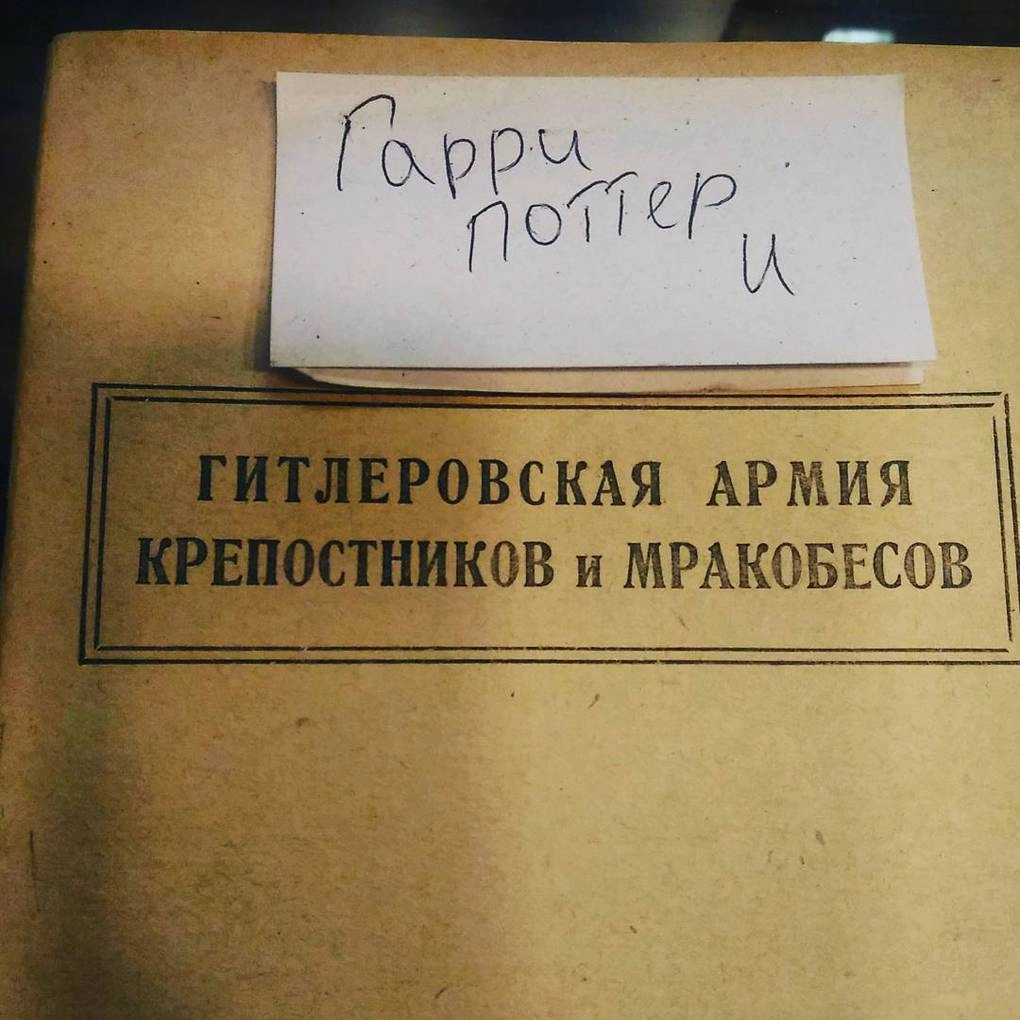 Гарри
поттер
и
ГИТЛЕРОВСКАЯ АРМИЯ
КРЕПОСТНИКОВ и МРАКОБЕСОВ